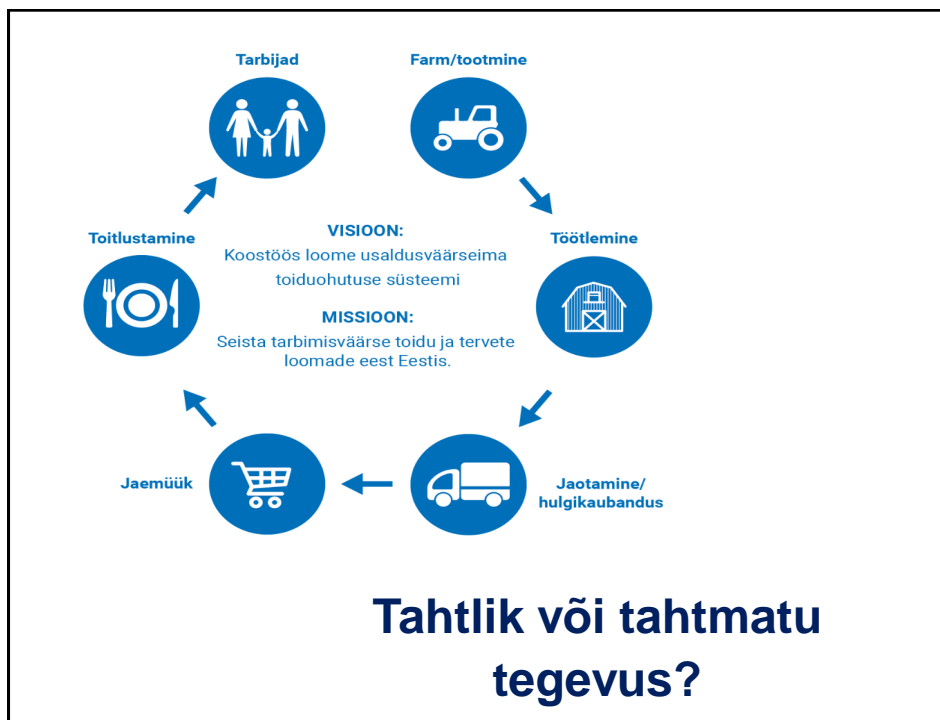 Tarbijad
Farm/tootmine
Toitlustamine
VISIOON:
Koostöös loome usaldusväärseima
toiduohutuse süsteemi
Töötlemine
MISSIOON:
Seista tarbimisväärse toidu ja tervete
loomade eest Eestis.
Jaemüük
Jaotamine/
hulgikaubandus
Tahtlik või tahtmatu
tegevus?